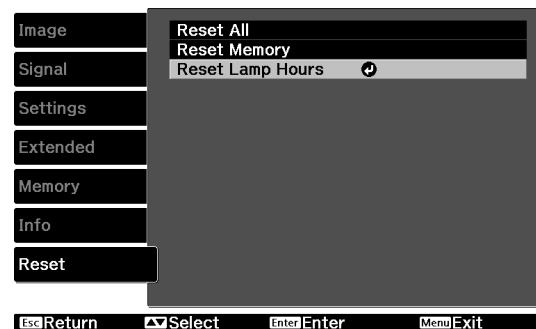 Image
Signal
Settings
Extended
Memory
Info
Reset
Reset All
Reset Memory
Reset Lamp Hours
Esc Return Select Enter Enter Menu Exit